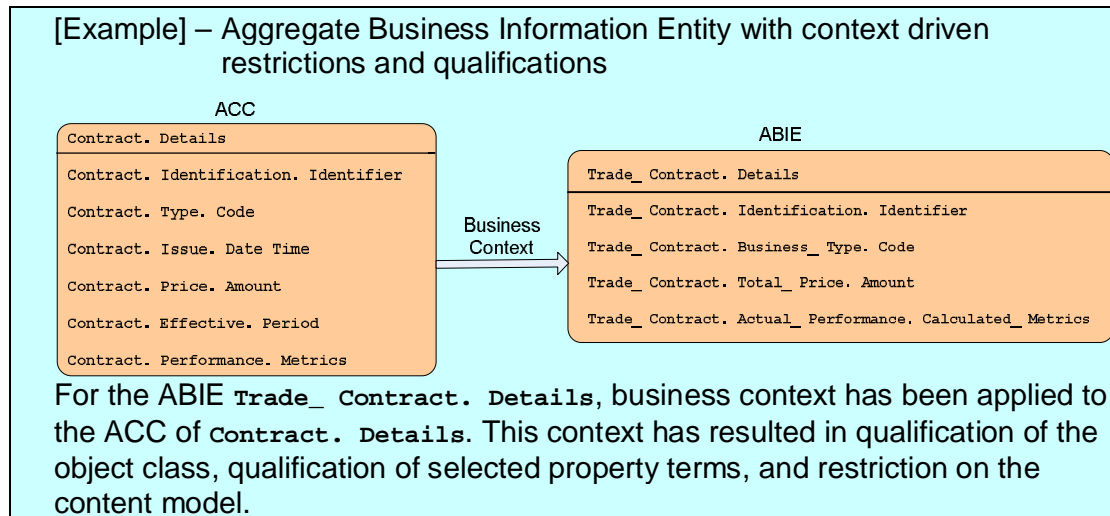 [Example] – Aggregate Business Information Entity with context driven
restrictions and qualifications
ACC
Contract. Details
Contract. Identification. Identifier
Contract. Type. Code
Contract. Issue. Date Time
Contract. Price. Amount
Contract. Effective. Period
Contract. Performance. Metrics
Business
Context
ABIE
Trade_ Contract. Details
Trade_ Contract. Identification. Identifier
Trade_ Contract. Business_ Type. Code
Trade_ Contract. Total_ Price. Amount
Trade_ Contract. Actual_ Performance. Calculated_ Metrics
For the ABIE Trade_ Contract. Details, business context has been applied to
the ACC of Contract. Details. This context has resulted in qualification of the
object class, qualification of selected property terms, and restriction on the
content model.